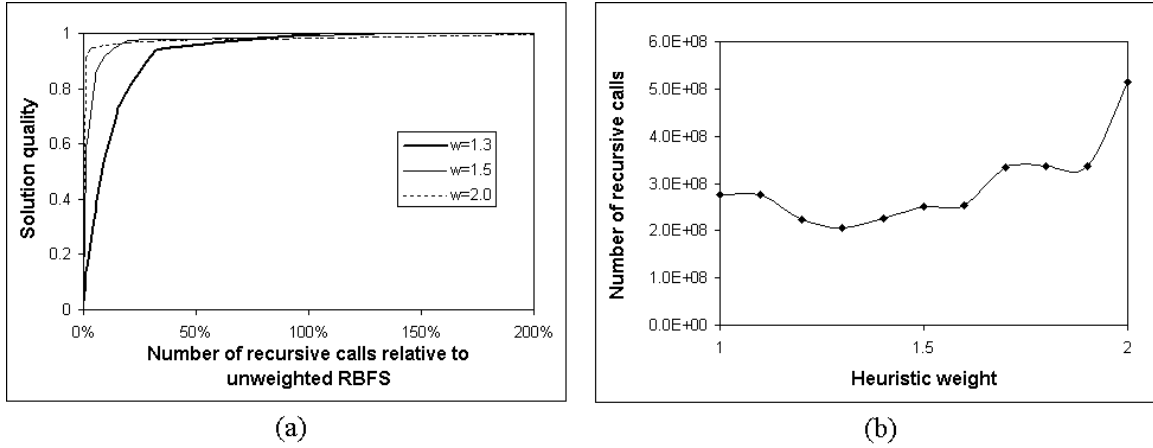 1
0.8
0.6
0.4
0.2
0
Solution quality
w=1.3
w=1.5
w=2.0
0% 50% 100% 150% 200%
Number of recursive calls relative to
unweighted RBFS
(a)
6.0E+08
5.0E+08
4.0E+08
3.0E+08
2.0E+08
1.0E+08
0.0E+00
Number of recursive calls
1 1.5 2
Heuristic weight
(b)